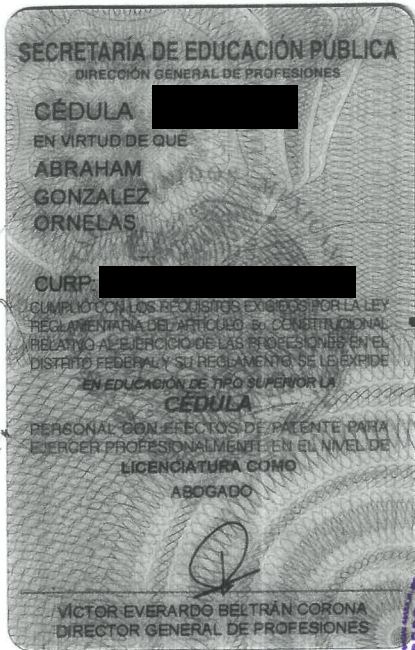 SECRETARÍA DE EDUCACIÓN PÚBLICA
DIRECCIÓN GENERAL DE PROFESIONES
CÉDULA
EN VIRTUD DE QUE
ABRAHAM
GONZALEZ
ORNELAS
CURP:
CUMPLIÓ CON LOS REQUISITOS EXIGIDOS POR LA LEY
REGLAMENTARIA DEL ARTÍCULO 5o. CONSTITUCIONAL
RELATIVO AL EJERCICIO DE LAS PROFESIONES EN EL
DISTRITO FEDERAL Y SU REGLAMENTO, SE LE EXPIDE
EN EDUCACIÓN DE TIPO SUPERIOR LA
CÉDULA
PERSONAL CON EFECTOS DE PATENTE PARA
EJERCER PROFESIONALMENTE EN EL NIVEL DE
LICENCIATURA COMO
ABOGADO
VÍCTOR EVERARDO BELTRÁN CORONA
DIRECTOR GENERAL DE PROFESIONES